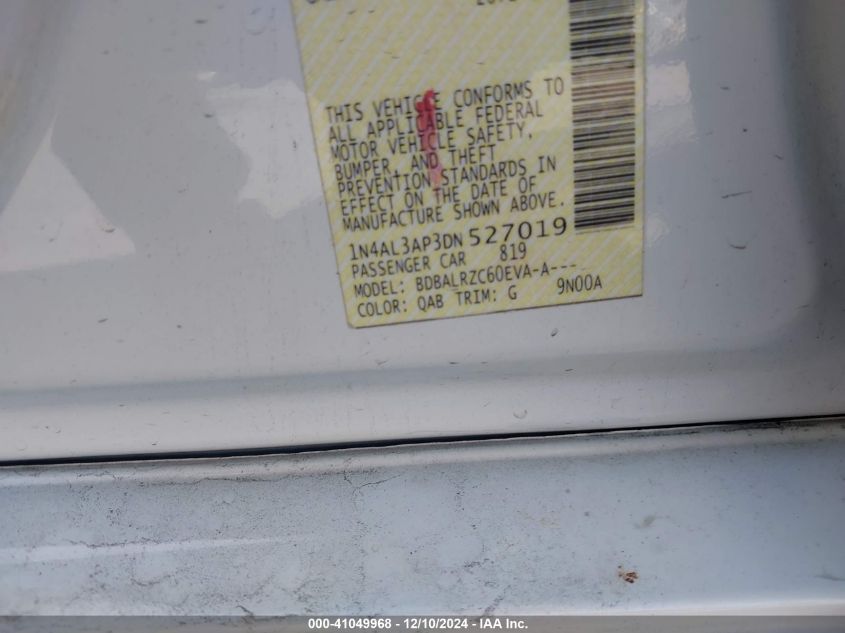 THIS VEHICLE CONFORMS TO
ALL APPLICABLE FEDERAL
MOTOR VEHICLE SAFETY,
BUMPER, AND THEFT
PREVENTION STANDARDS IN
EFFECT ON THE DATE OF
MANUFACTURE SHOWN ABOVE.
1N4AL3AP3DN 527019
PASSENGER CAR 819
MODEL: BDBALRZC60EVA-A----
COLOR: QAB TRIM: G 9N00A
000-41049968 - 12/10/2024 - IAA Inc.